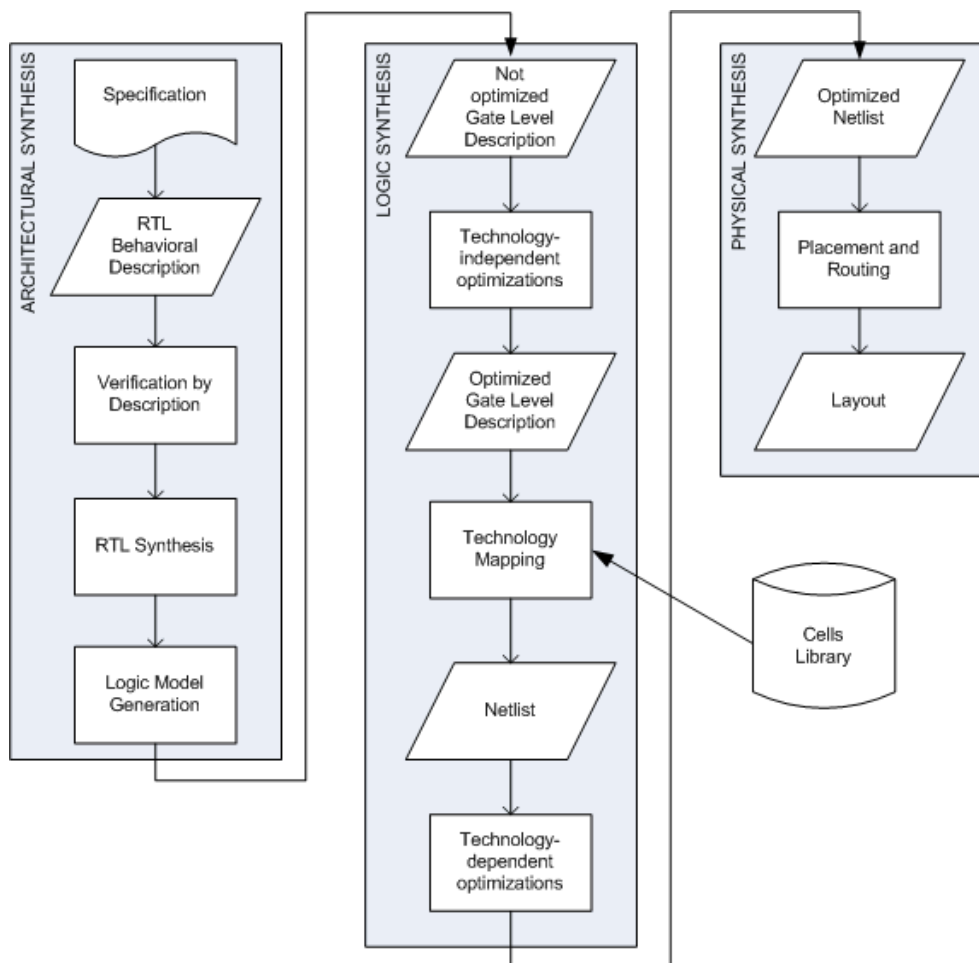 ARCHITECTURAL SYNTHESIS
Specification
RTL
Behavioral
Description
Verification by
Description
RTL Synthesis
Logic Model
Generation
LOGIC SYNTHESIS
Not
optimized
Gate Level
Description
Technology-
independent
optimizations
Optimized
Gate Level
Description
Technology
Mapping
Netlist
Technology-
dependent
optimizations
PHYSICAL SYNTHESIS
Optimized
Netlist
Placement and
Routing
Layout
Cells
Library